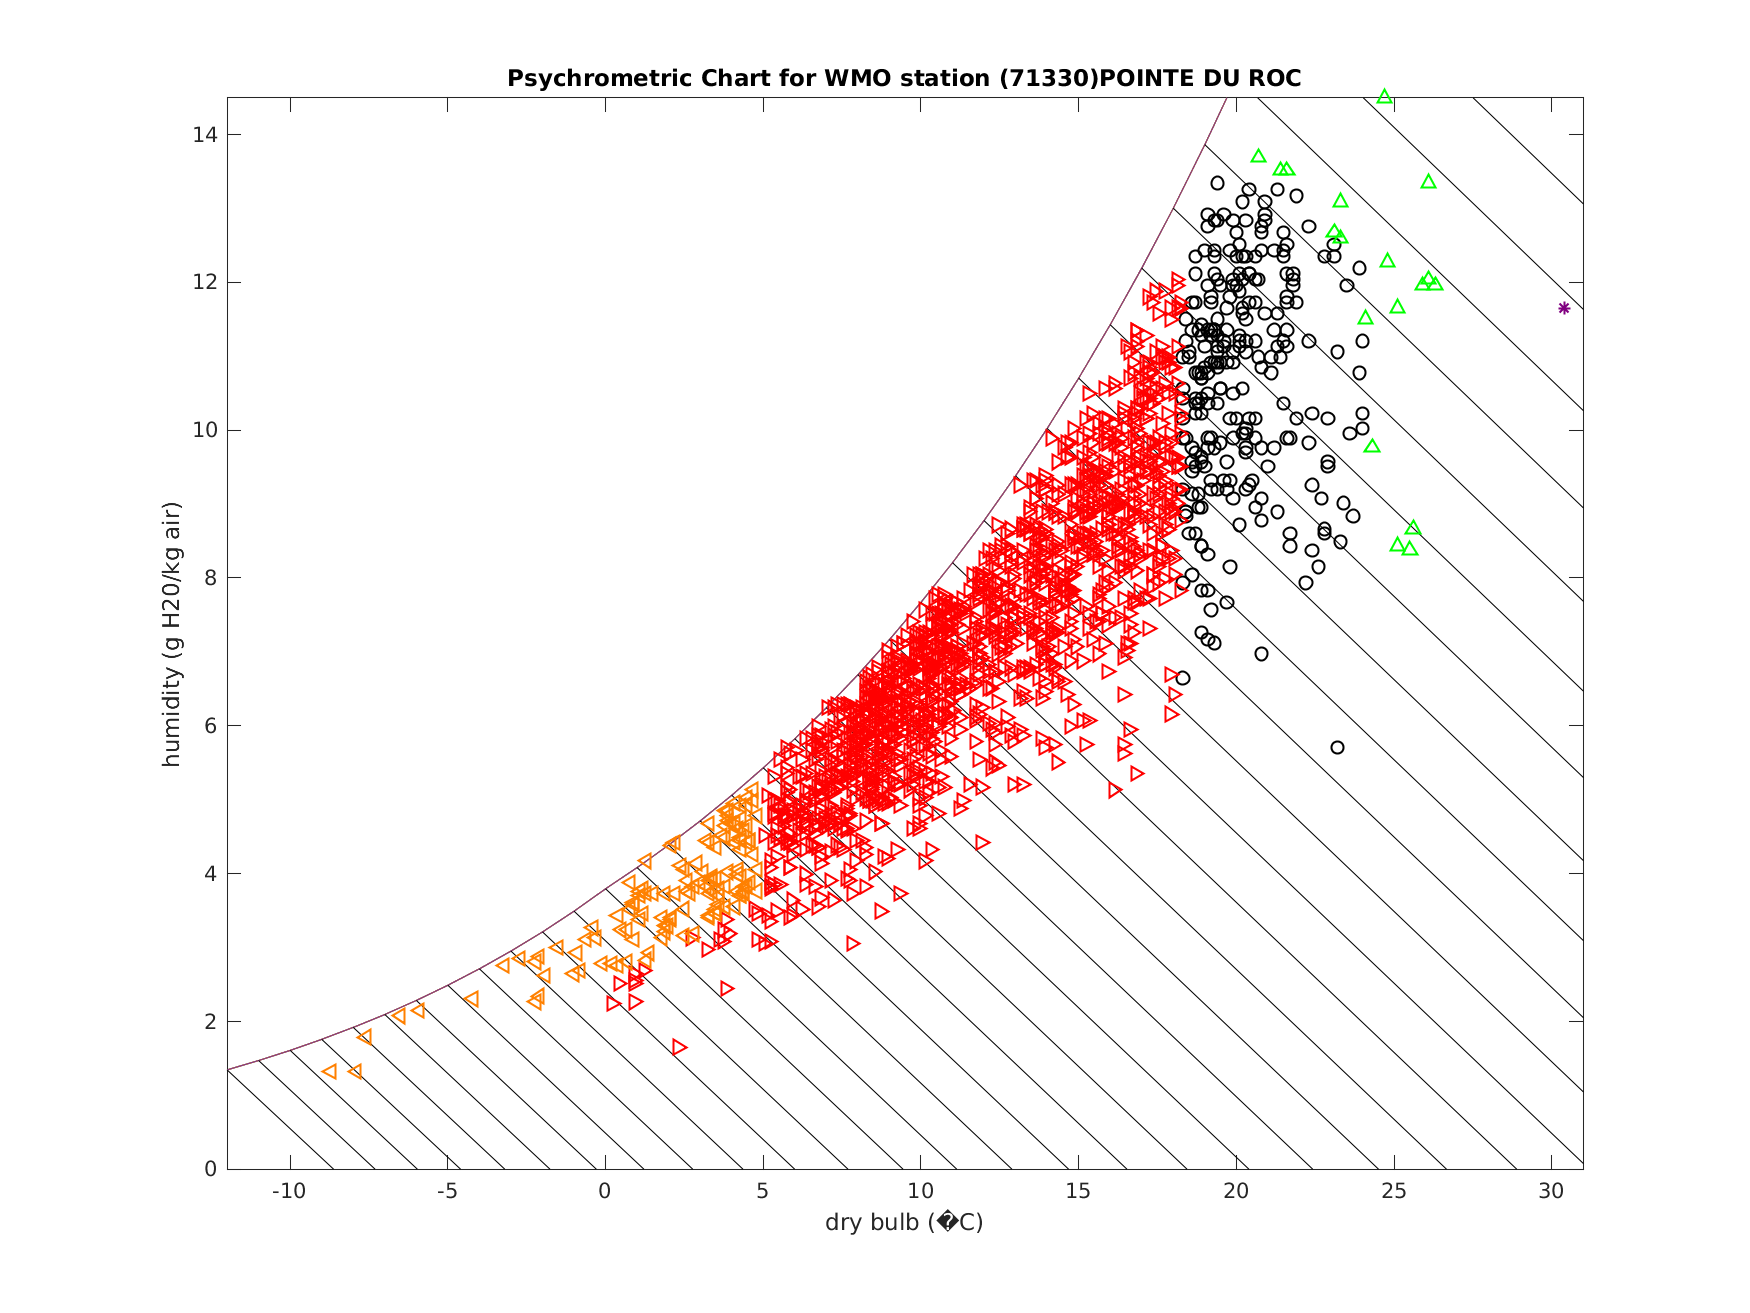 Psychrometric Chart for WMO station (71330)POINTE DU ROC
humidity (g H20/kg air)
14
12
10
8
6
4
2
0
-10 -5 0 5 10 15 20 25 30
dry bulb (�C)